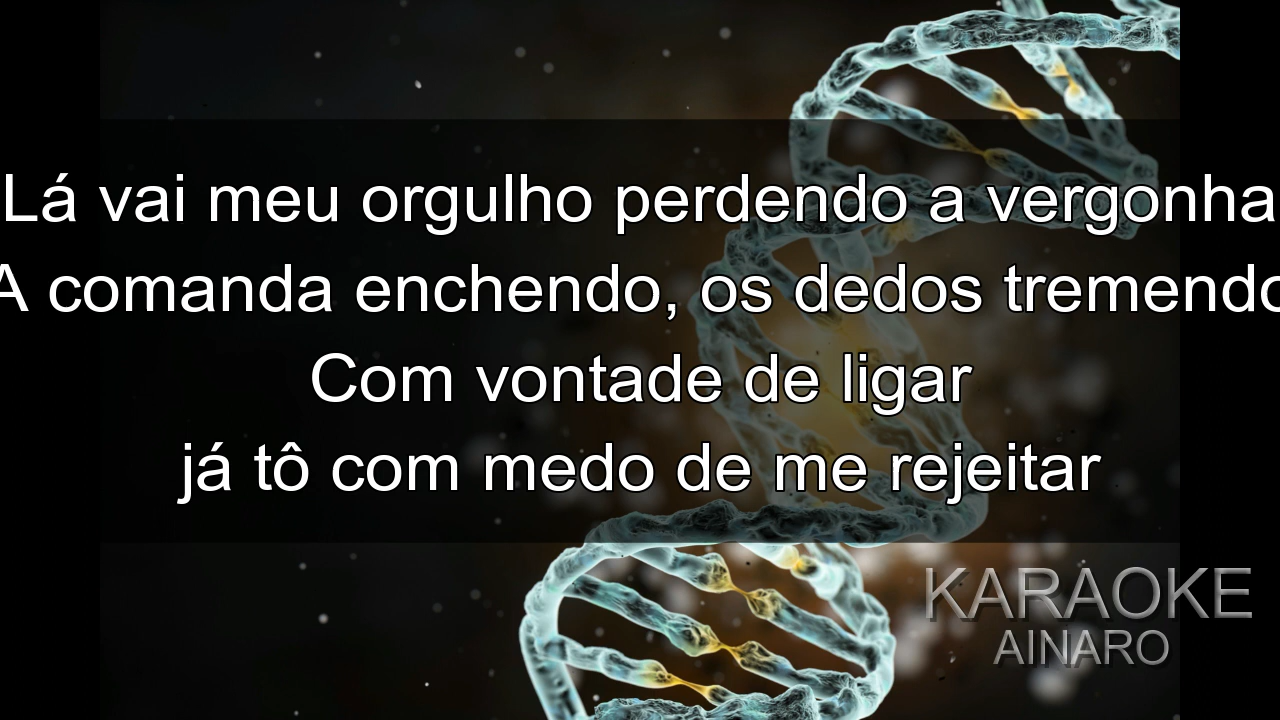 Lá vai meu orgulho perdendo a vergonha
A comanda enchendo, os dedos tremendo
Com vontade de ligar
já tô com medo de me rejeitar
KARAOKE
AINARO